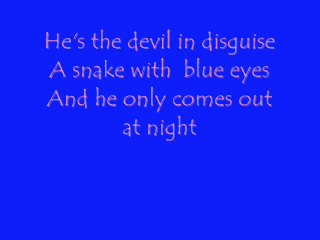 He's the devil in disguise
A snake with  blue eyes
And he only comes out
at night